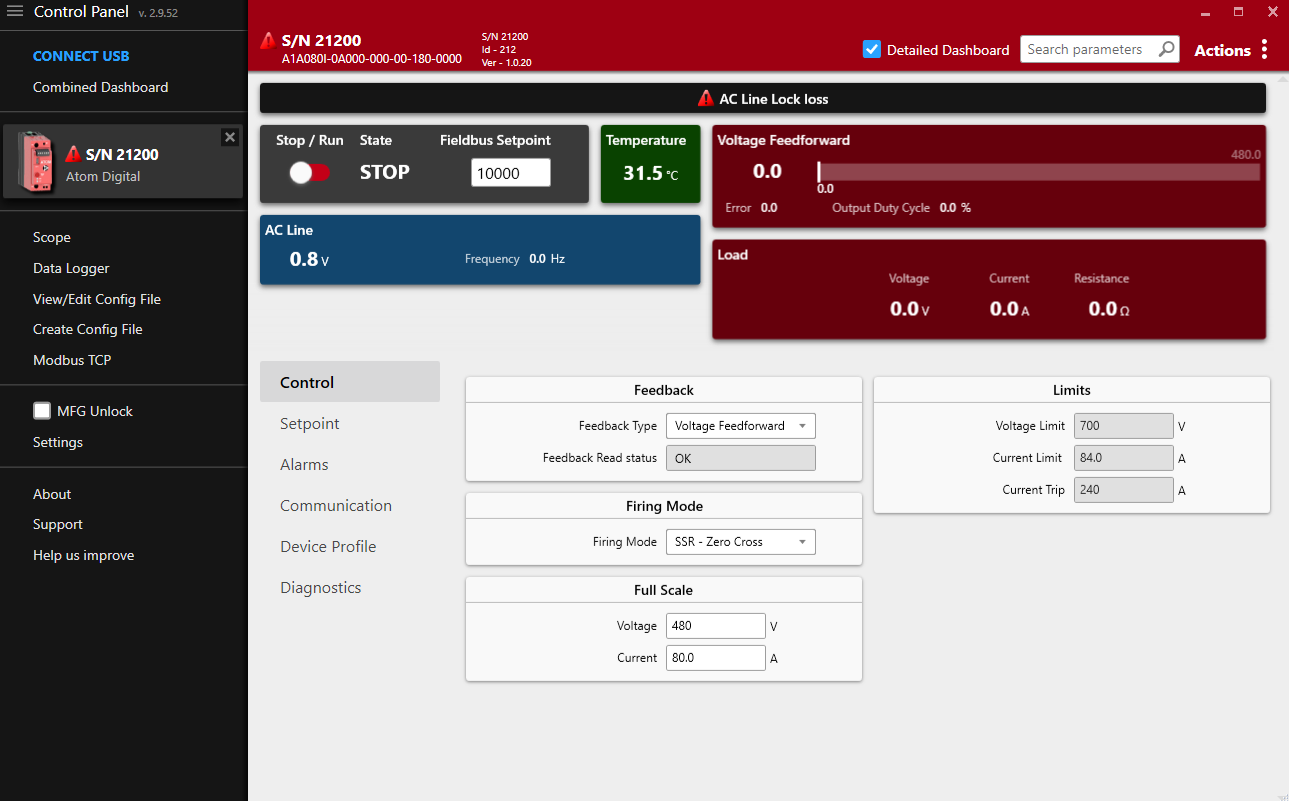 Control Panel v. 2.9.52
CONNECT USB
Combined Dashboard
S/N 21200
Atom Digital
Scope
Data Logger
View/Edit Config File
Create Config File
Modbus TCP
MFG Unlock
Settings
About
Support
Help us improve
S/N 21200
A1A080I-0A000-000-00-180-0000
S/N 21200
Id - 212
Ver - 1.0.20
Detailed Dashboard
Search parameters
Actions
AC Line Lock loss
Stop / Run State Fieldbus Setpoint
STOP 10000
Temperature
31.5 °C
AC Line
0.8 V Frequency 0.0 Hz
Voltage Feedforward
480.0
0.0
0.0
Error 0.0 Output Duty Cycle 0.0 %
Load
Voltage Current Resistance
0.0 V 0.0 A 0.0 Ω
Control
Setpoint
Alarms
Communication
Device Profile
Diagnostics
Feedback
Feedback Type Voltage Feedforward
Feedback Read status OK
Firing Mode
Firing Mode SSR - Zero Cross
Full Scale
Voltage 480 V
Current 80.0 A
Limits
Voltage Limit 700 V
Current Limit 84.0 A
Current Trip 240 A